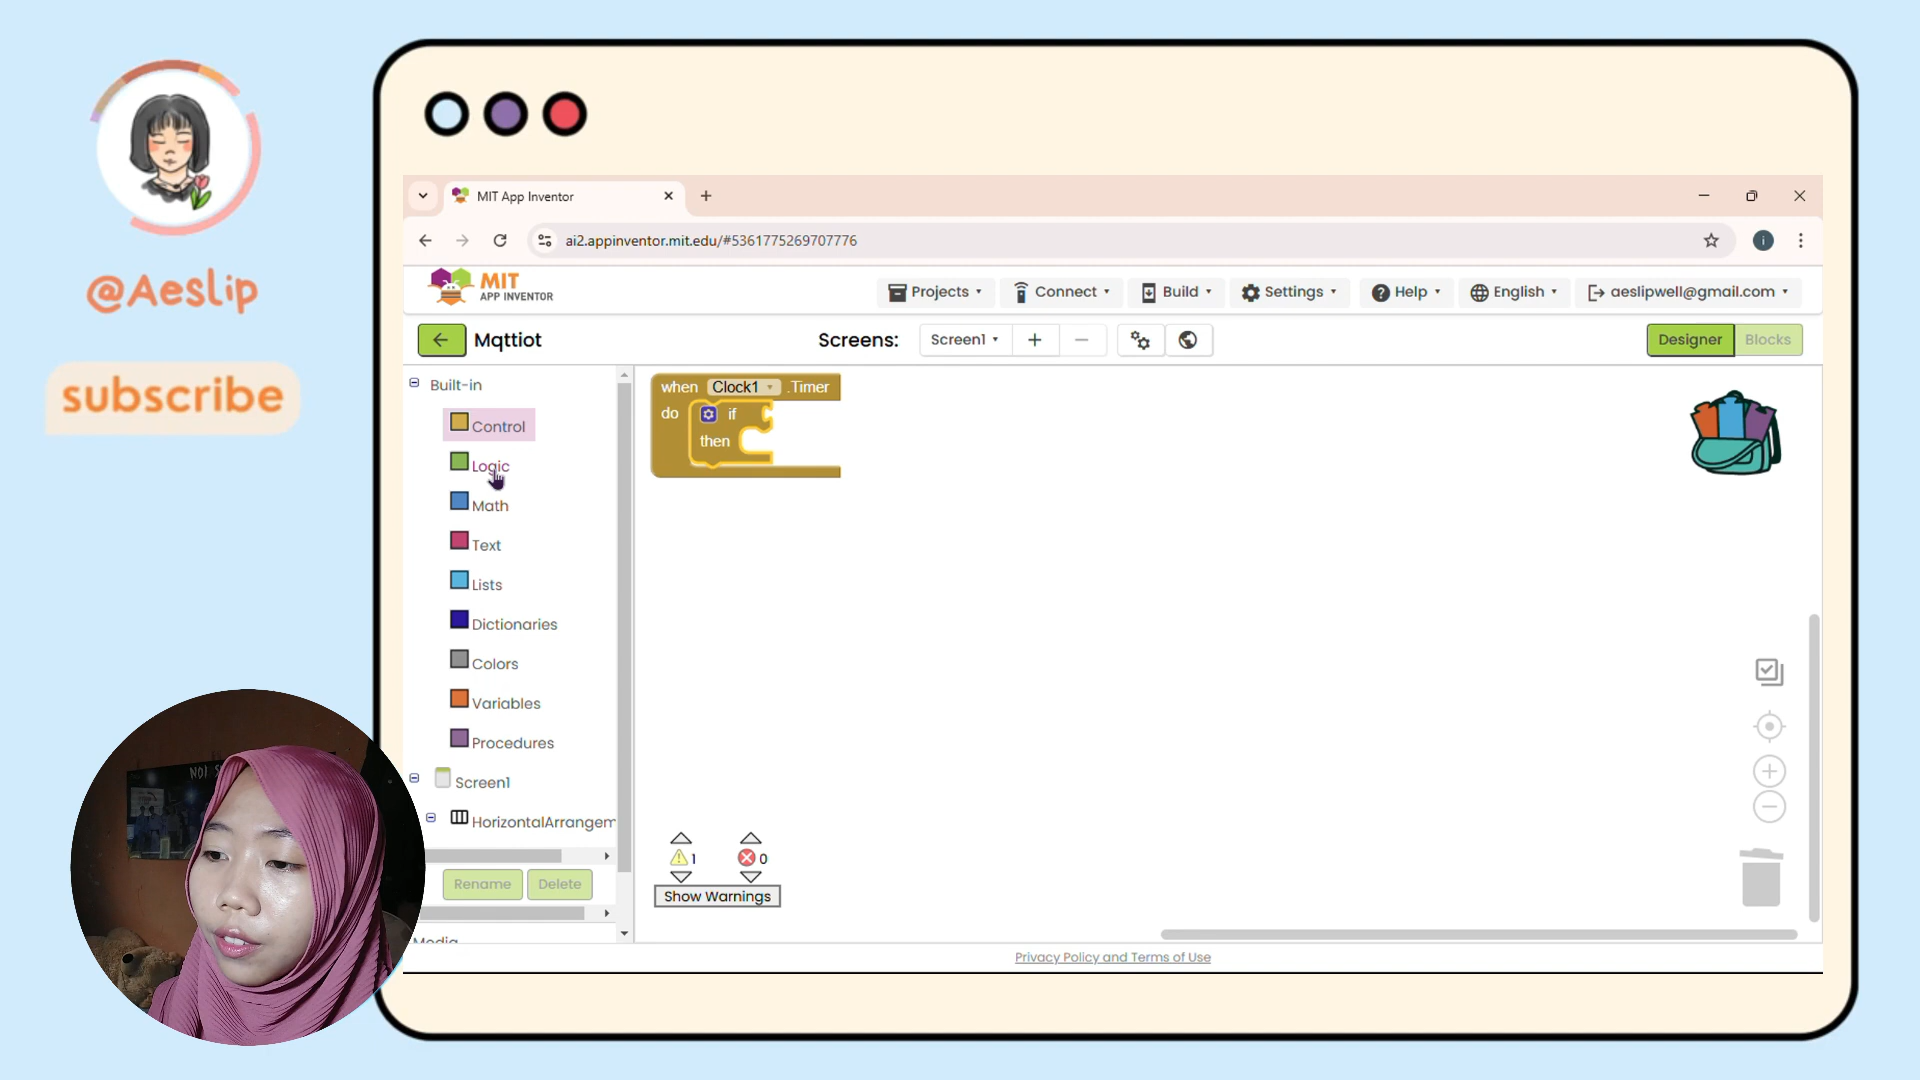 @Aeslip
subscribe
MIT App Inventor
ai2.appinventor.mit.edu/#5361775269707776
i
MIT
APP INVENTOR
Projects
Connect
Build
Settings
Help
English
aeslipwell@gmail.com
Mqttiot
Screens:
Screen1
Designer
Blocks
Built-in
Control
Logic
Math
Text
Lists
Dictionaries
Colors
Variables
Procedures
Screen1
HorizontalArrangem
Rename
Delete
Media
when Clock1 .Timer
do if
then
1
0
Show Warnings
Privacy Policy and Terms of Use